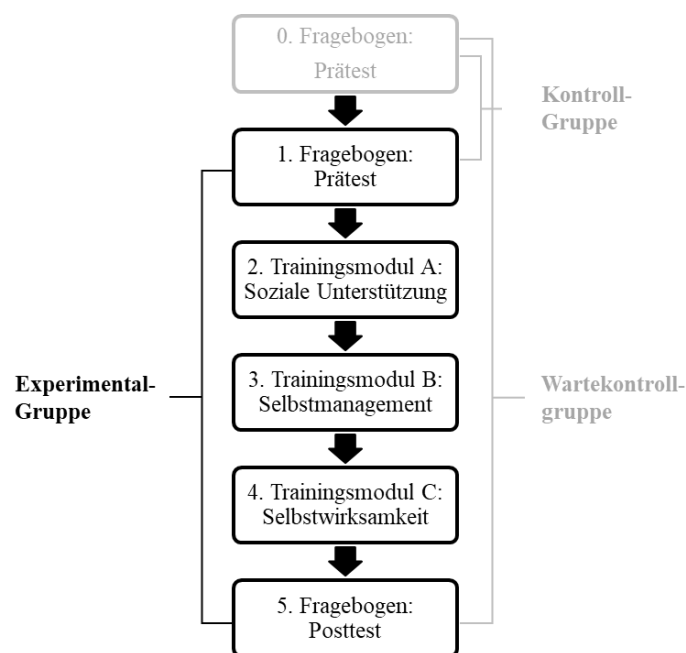 0. Fragebogen:
Prätest
Kontroll-
Gruppe
1. Fragebogen:
Prätest
2. Trainingsmodul A:
Soziale Unterstützung
Experimental-
Gruppe
3. Trainingsmodul B:
Selbstmanagement
Wartekontroll-
gruppe
4. Trainingsmodul C:
Selbstwirksamkeit
5. Fragebogen:
Posttest